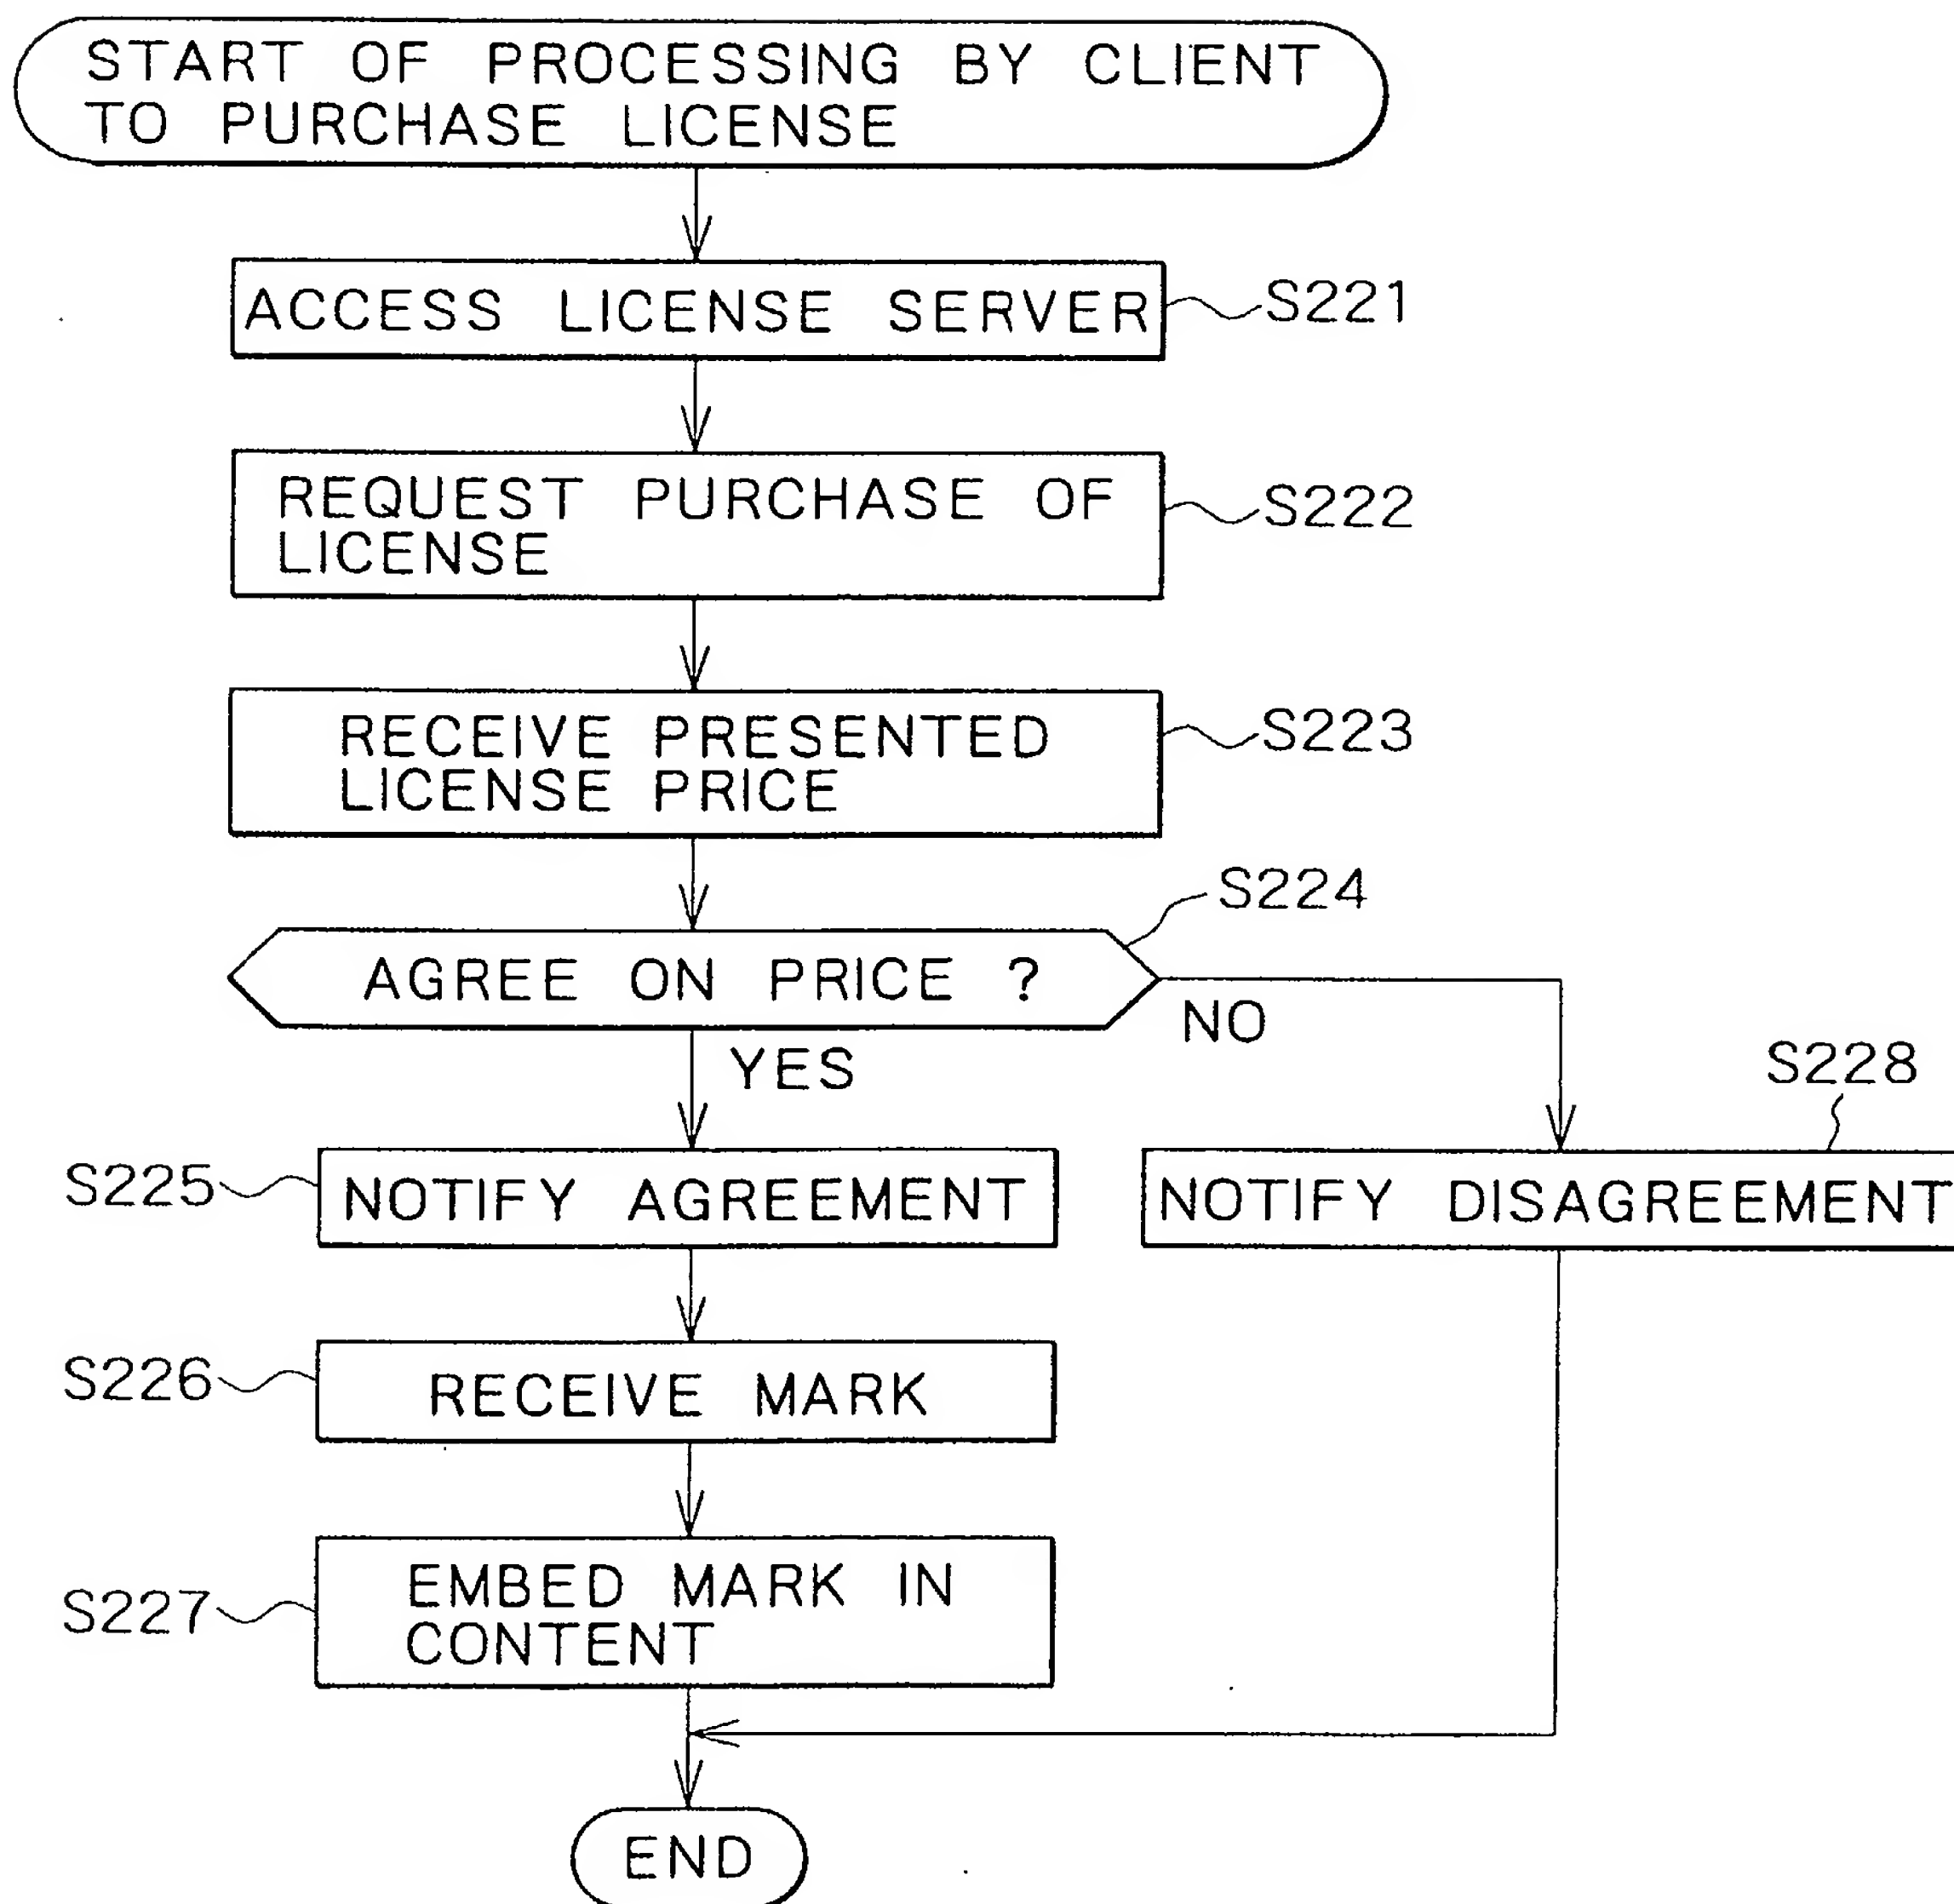 START OF PROCESSING BY CLIENT
TO PURCHASE LICENSE
ACCESS LICENSE SERVER
S221
REQUEST PURCHASE OF
LICENSE
S222
RECEIVE PRESENTED
LICENSE PRICE
S223
S224
AGREE ON PRICE ?
NO
YES
S228
S225
NOTIFY AGREEMENT
NOTIFY DISAGREEMENT
S226
RECEIVE MARK
S227
EMBED MARK IN
CONTENT
END